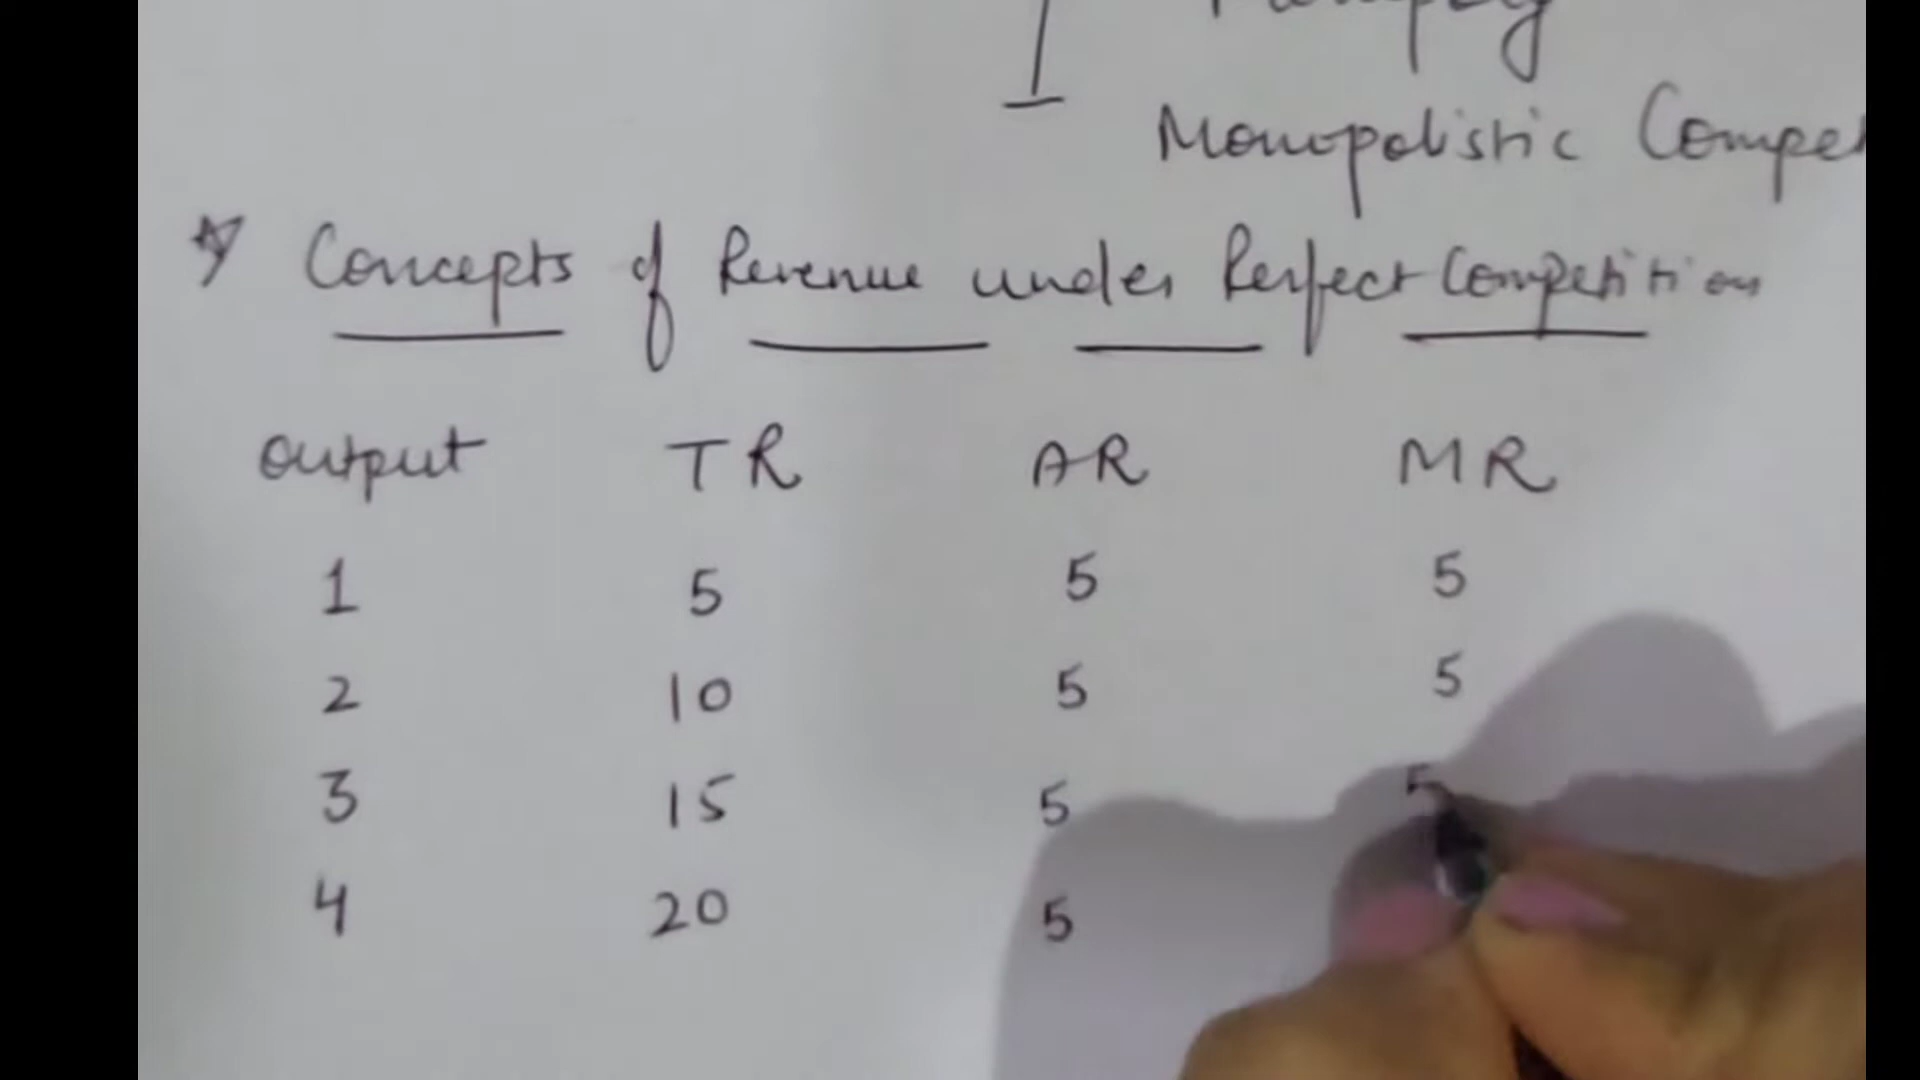 Monopolistic Compe
* Concepts of Revenue under Perfect Competition
Output TR AR MR
1 5 5 5
2 10 5 5
3 15 5 5
4 20 5